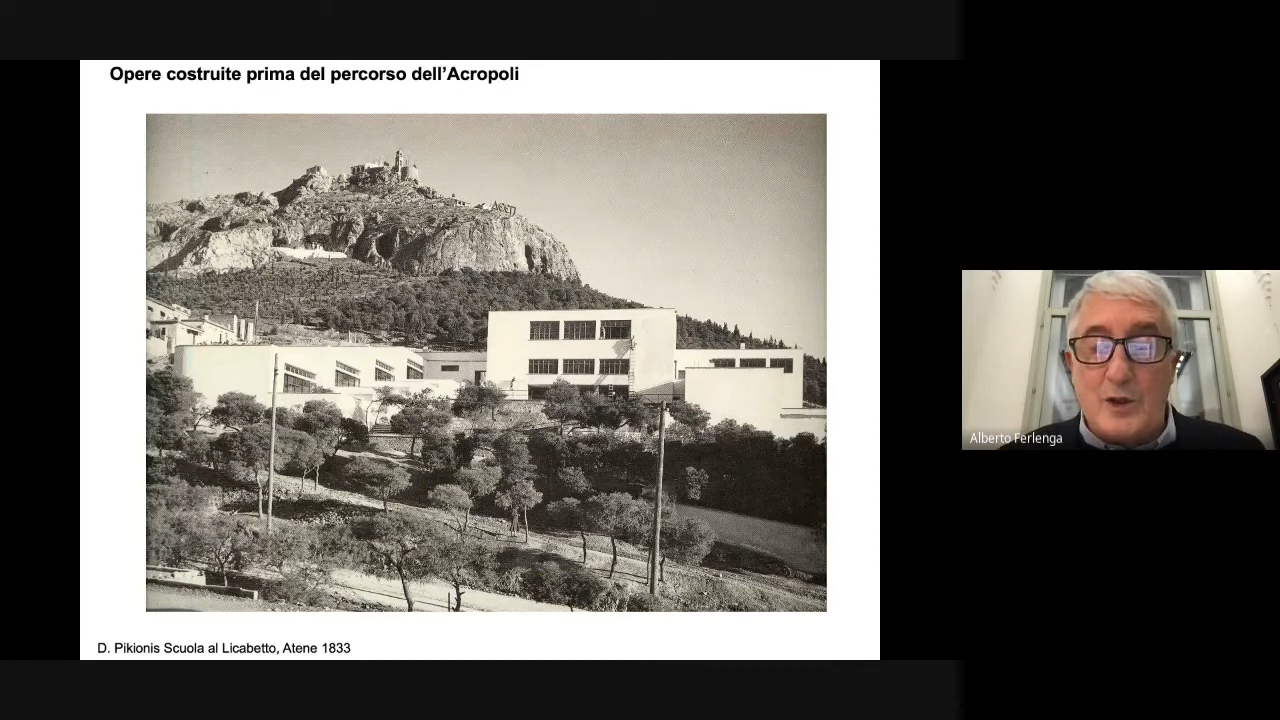 Opere costruite prima del percorso dell’Acropoli
D. Pikionis Scuola al Licabetto, Atene 1833
Alberto Ferlenga